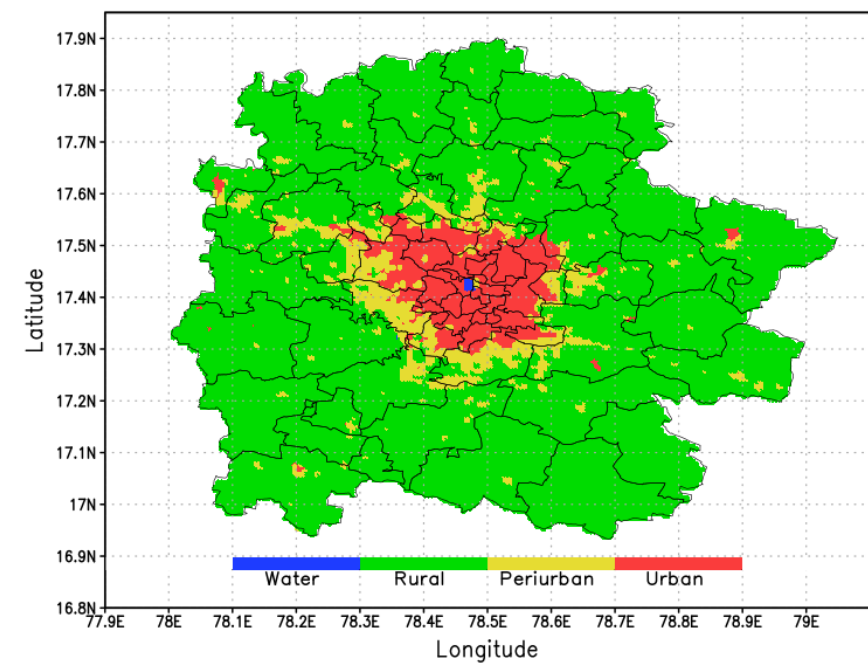 17.9N
17.8N
17.7N
17.6N
17.5N
17.4N
17.3N
17.2N
17.1N
17N
16.9N
16.8N
Latitude
Water Rural Periurban Urban
77.9E 78E 78.1E 78.2E 78.3E 78.4E 78.5E 78.6E 78.7E 78.8E 78.9E 79E
Longitude